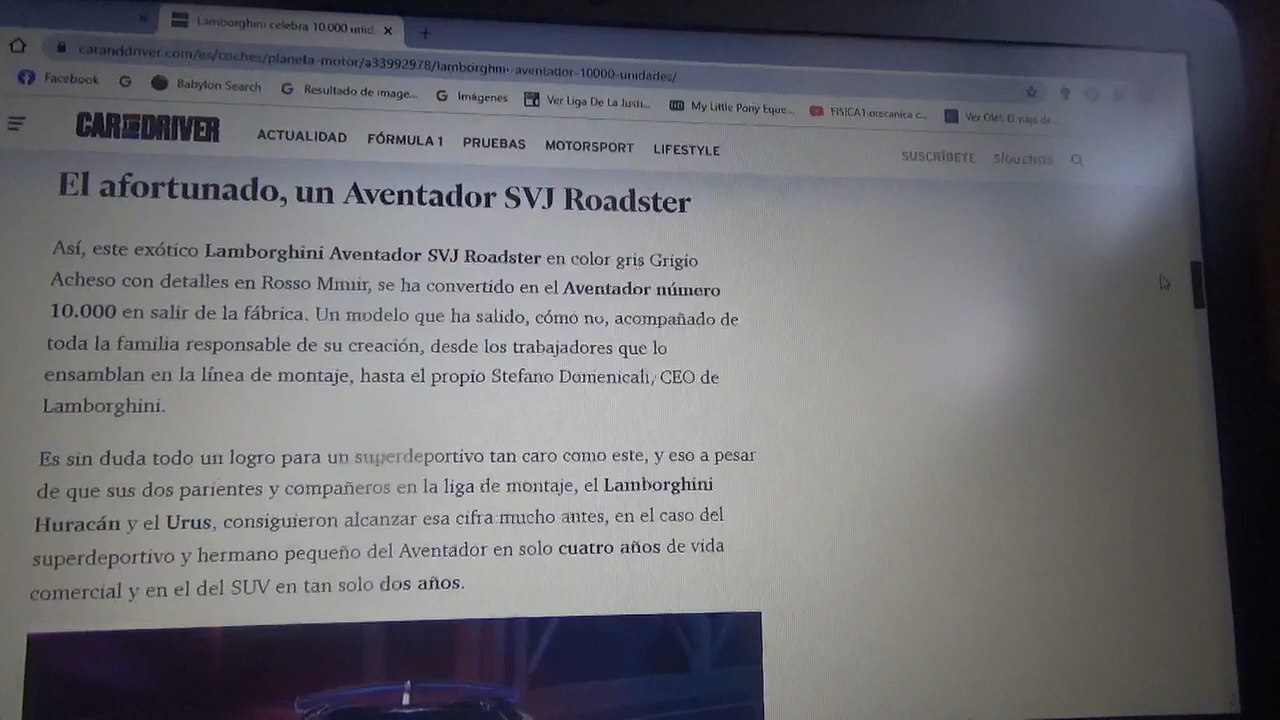 Lamborghini celebra 10.000 unid
caranddriver.com/es/coches/planeta-motor/a33992978/lamborghini-aventador-10000-unidades/
Facebook G Babylon Search G Resultado de image... G Imágenes Ver Liga De La Justi... My Little Pony Eque... Ver Olé! El viaje de...
CAR AND DRIVER ACTUALIDAD FÓRMULA 1 PRUEBAS MOTORSPORT LIFESTYLE SUSCRÍBETE SÍGUENOS
El afortunado, un Aventador SVJ Roadster
Así, este exótico Lamborghini Aventador SVJ Roadster en color gris Grigio
Acheso con detalles en Rosso Mimir, se ha convertido en el Aventador número
10.000 en salir de la fábrica. Un modelo que ha salido, cómo no, acompañado de
toda la familia responsable de su creación, desde los trabajadores que lo
ensamblan en la línea de montaje, hasta el propio Stefano Domenicali, CEO de
Lamborghini.
Es sin duda todo un logro para un superdeportivo tan caro como este, y eso a pesar
de que sus dos parientes y compañeros en la liga de montaje, el Lamborghini
Huracán y el Urus, consiguieron alcanzar esa cifra mucho antes, en el caso del
superdeportivo y hermano pequeño del Aventador en solo cuatro años de vida
comercial y en el del SUV en tan solo dos años.